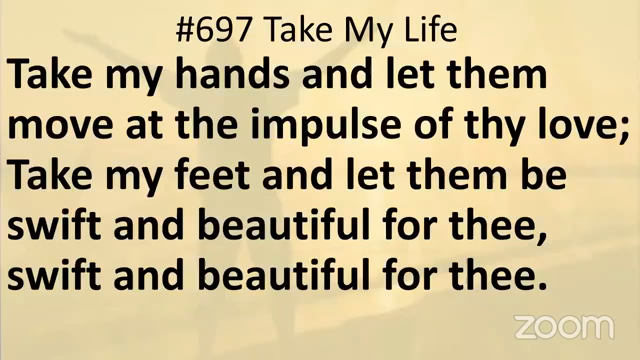 #697 Take My Life
Take my hands and let them
move at the impulse of thy love;
Take my feet and let them be
swift and beautiful for thee,
swift and beautiful for thee.
zoom